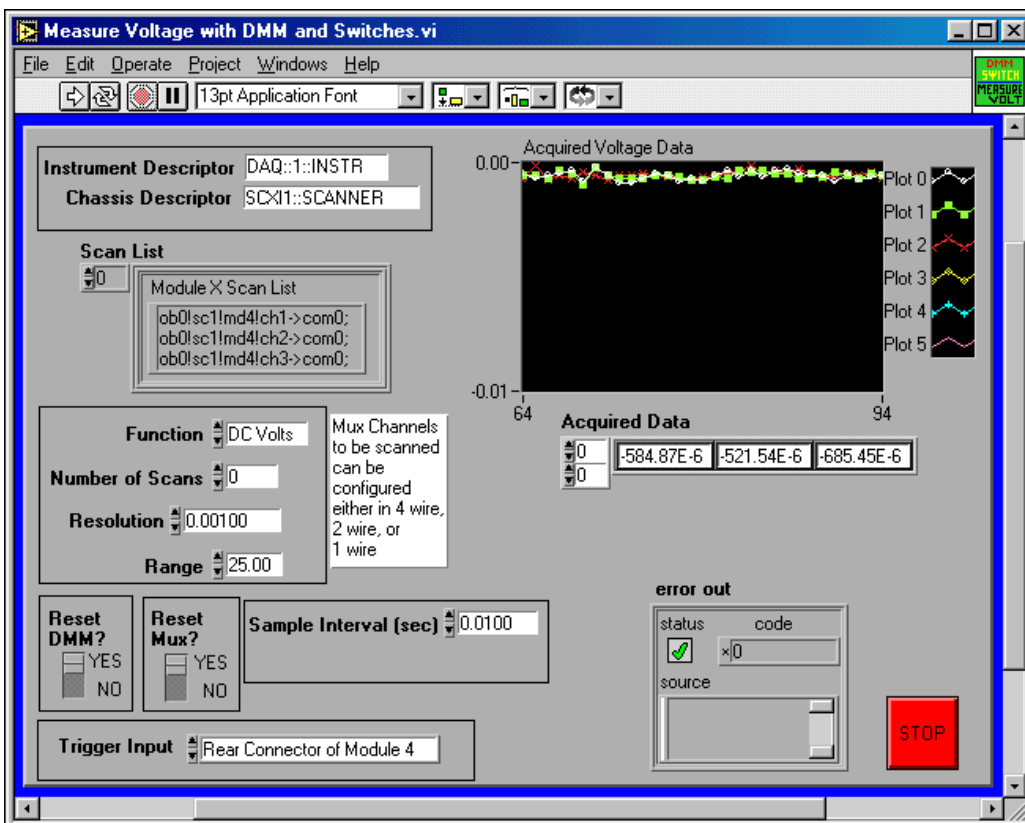 Measure Voltage with DMM and Switches.vi
File Edit Operate Project Windows Help
DMM
SWITCH
MEASURE
VOLT
13pt Application Font
Instrument Descriptor DAQ::1::INSTR
Chassis Descriptor SCXI1::SCANNER
Scan List
0
Module X Scan List
ob0!sc1!md4!ch1->com0;
ob0!sc1!md4!ch2->com0;
ob0!sc1!md4!ch3->com0;
Acquired Voltage Data
0.00
-0.01
64
94
Plot 0
Plot 1
Plot 2
Plot 3
Plot 4
Plot 5
Function DC Volts
Number of Scans 0
Resolution 0.00100
Range 25.00
Mux Channels
to be scanned
can be
configured
either in 4 wire,
2 wire, or
1 wire
Acquired Data
0
0
-584.87E-6 -521.54E-6 -685.45E-6
Reset
DMM?
YES
NO
Reset
Mux?
YES
NO
Sample Interval (sec) 0.0100
error out
status code
×0
source
STOP
Trigger Input Rear Connector of Module 4